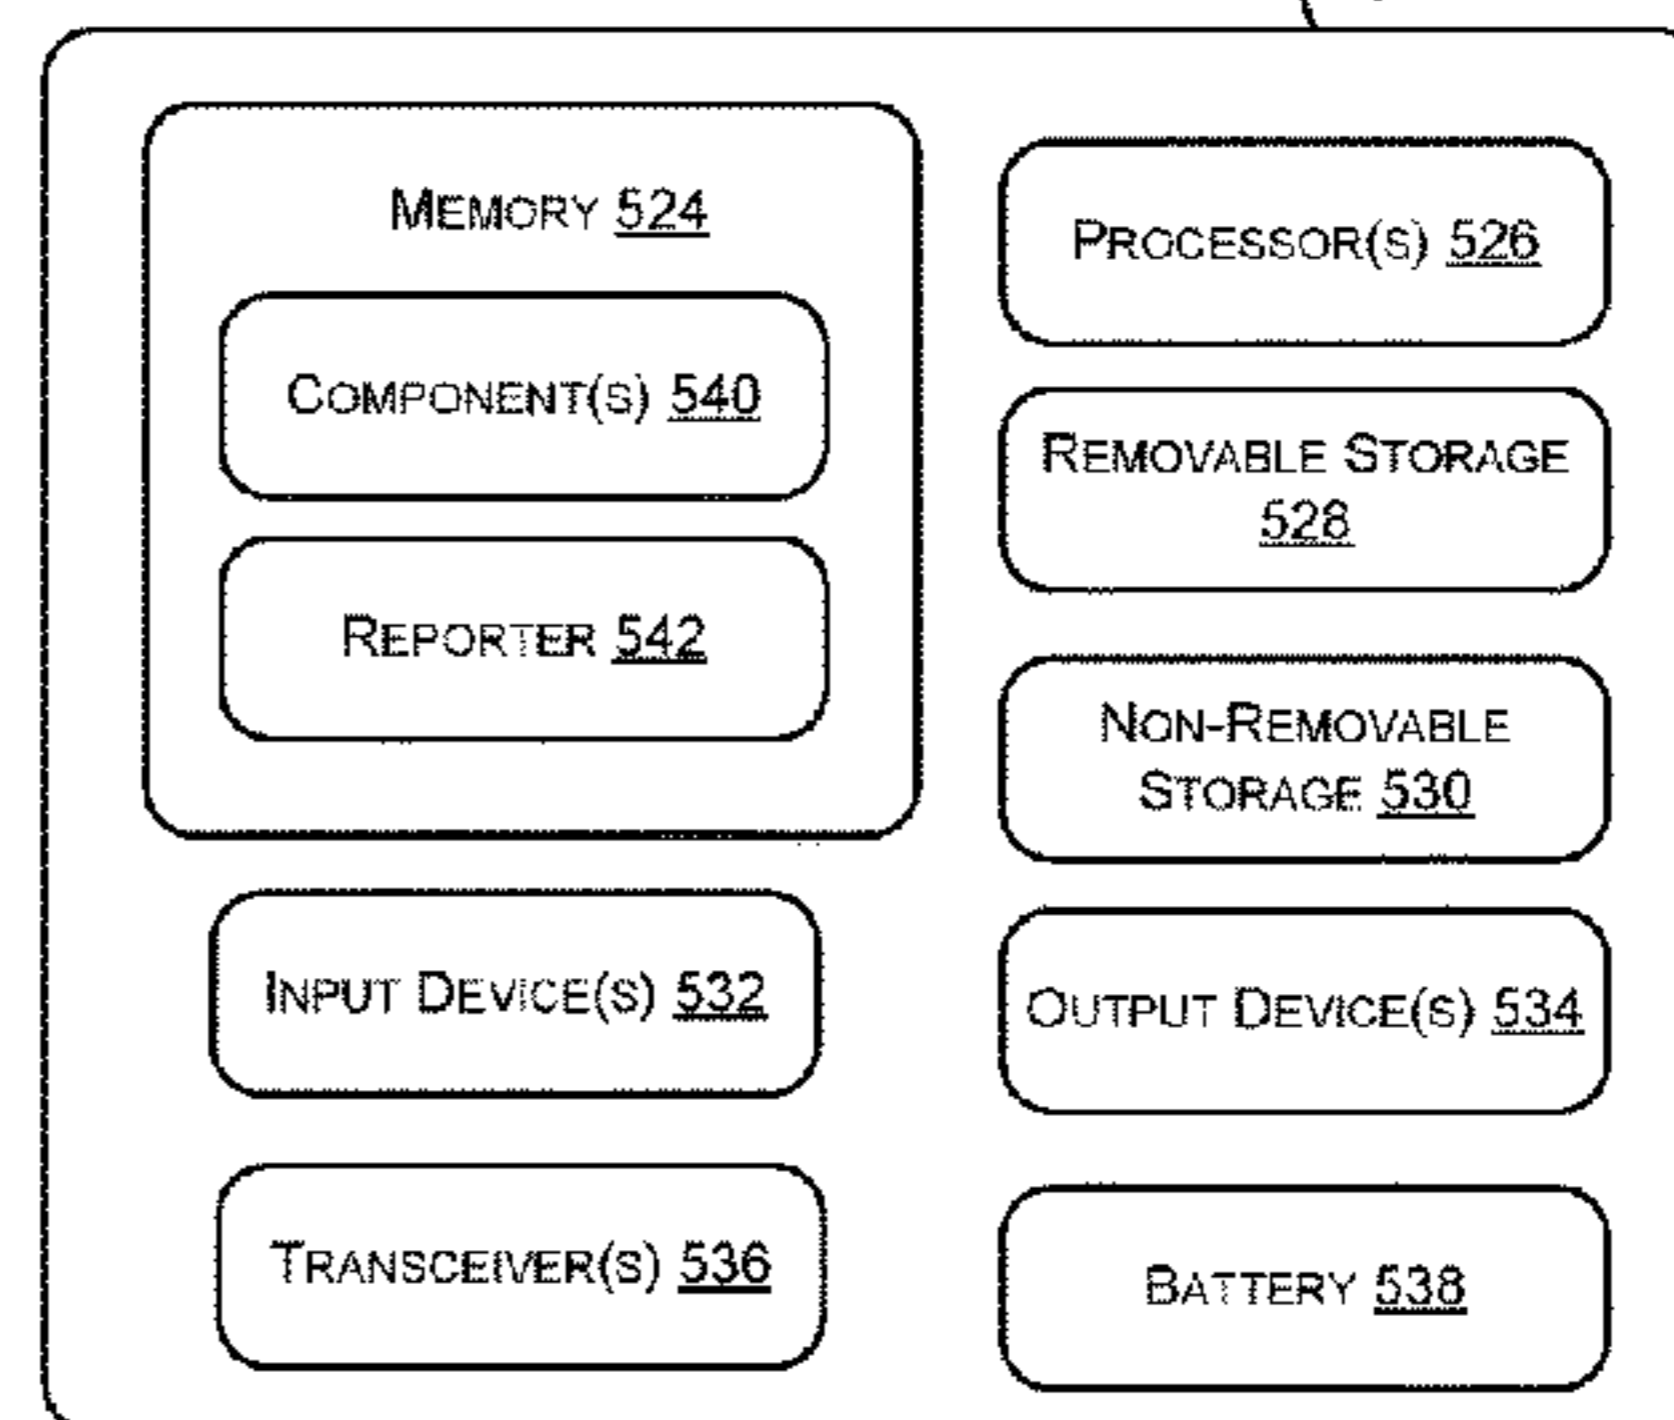 MEMORY 524
COMPONENT(S) 540
REPORTER 542
INPUT DEVICE(S) 532
TRANSCEIVER(S) 536
PROCESSOR(S) 526
REMOVABLE STORAGE
528
NON-REMOVABLE
STORAGE 530
OUTPUT DEVICE(S) 534
BATTERY 538